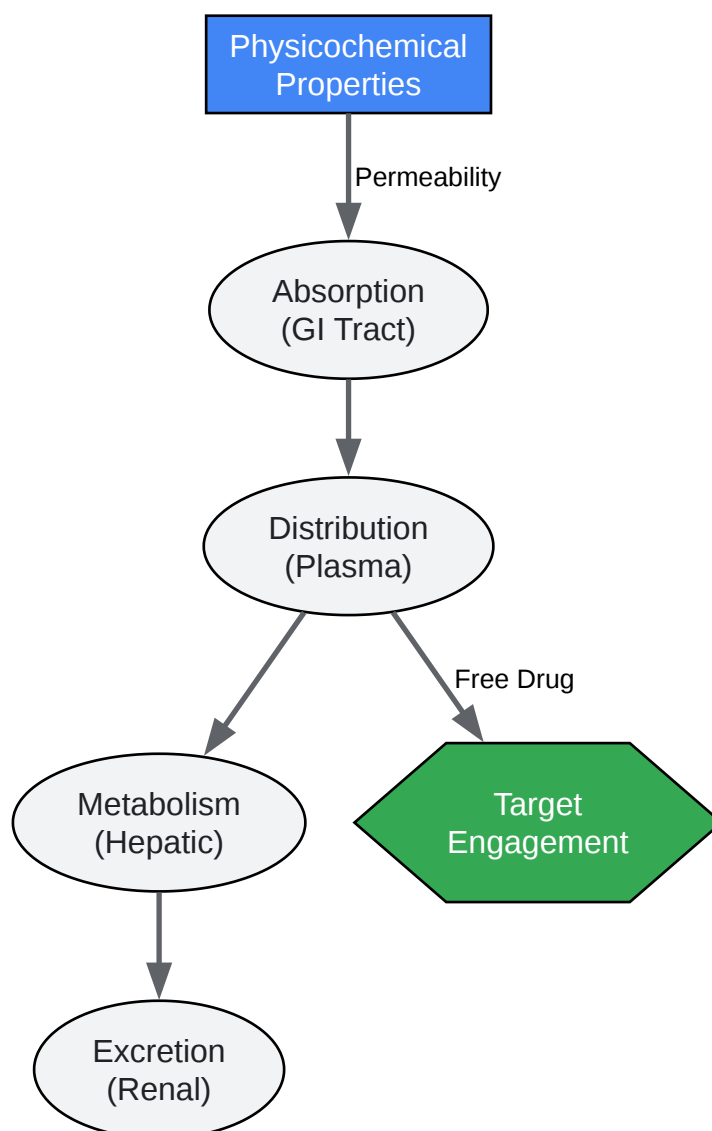 Physicochemical
Properties
Permeability
Absorption
(GI Tract)
Distribution
(Plasma)
Free Drug
Metabolism
(Hepatic)
Target
Engagement
Excretion
(Renal)